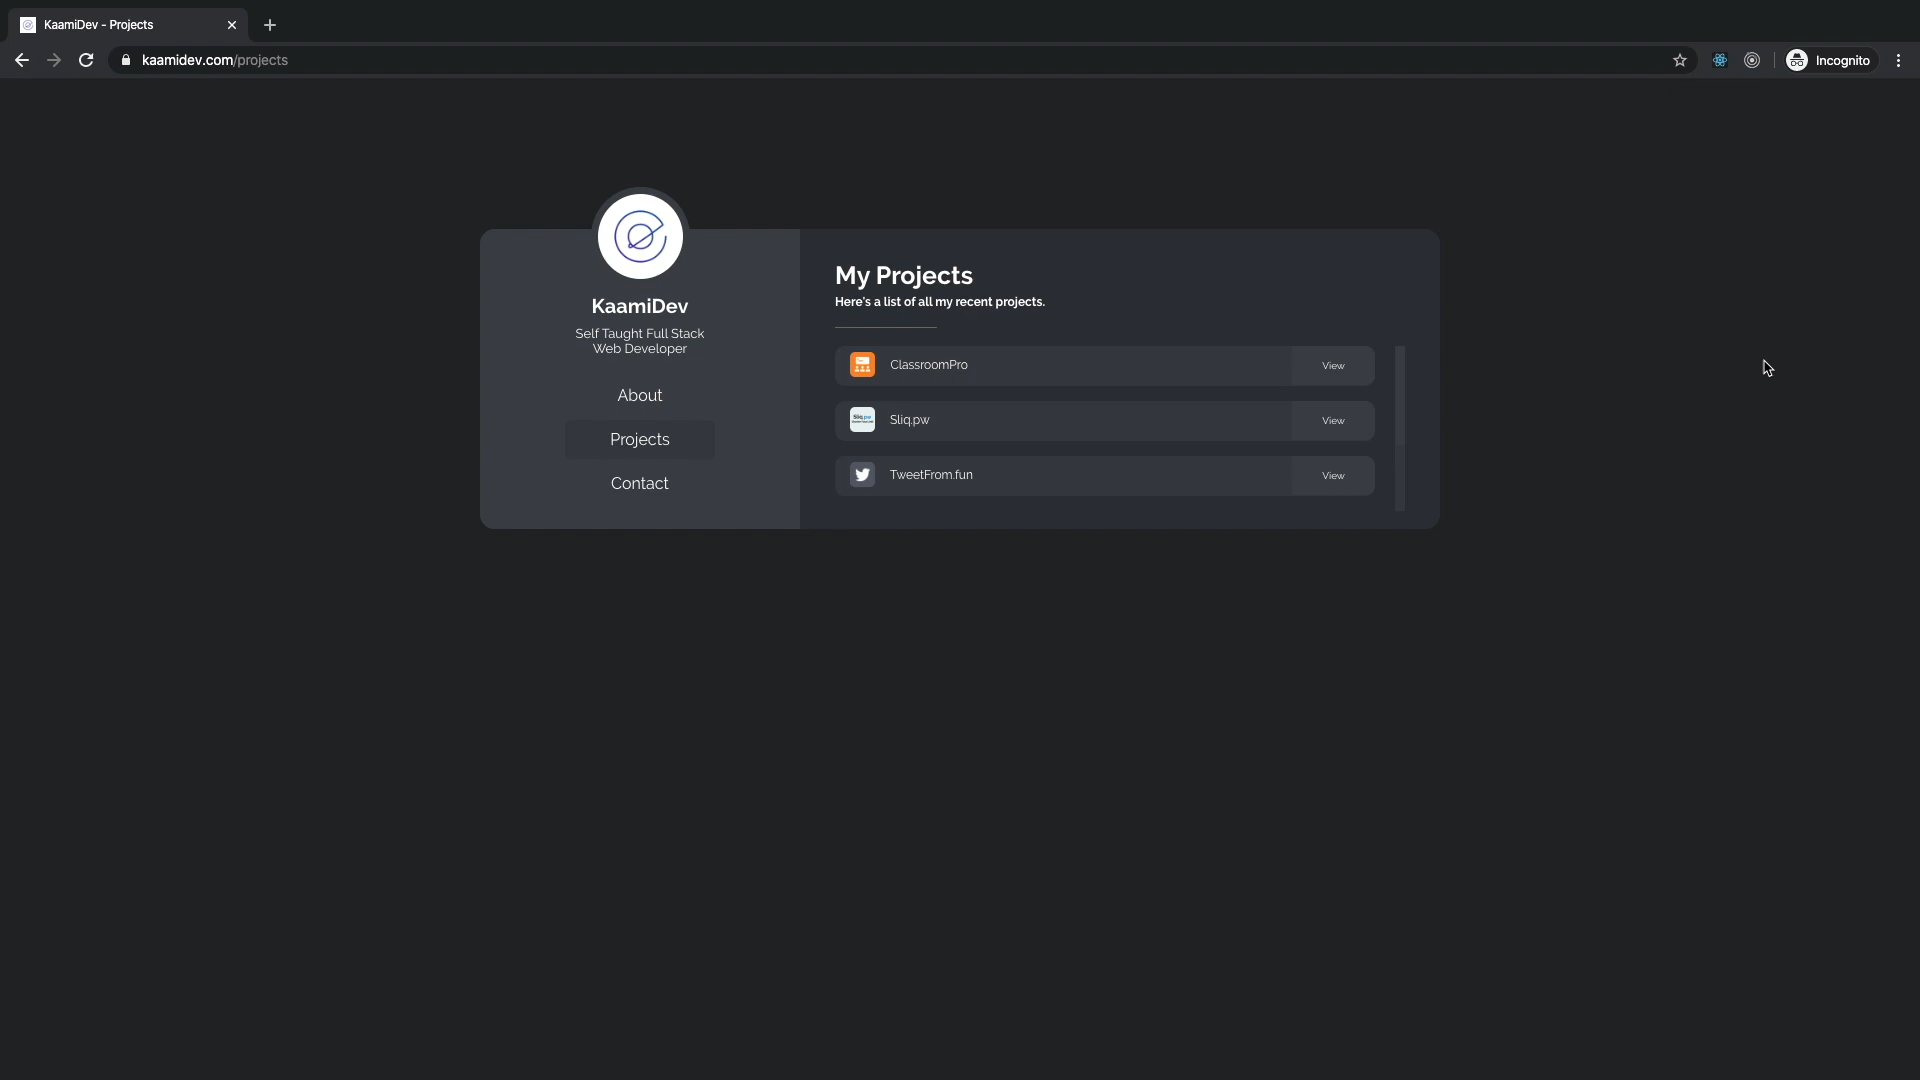 KaamiDev - Projects
kaamidev.com/projects
Incognito
KaamiDev
Self Taught Full Stack
Web Developer
About
Projects
Contact
My Projects
Here's a list of all my recent projects.
ClassroomPro
View
Sliq.pw
View
TweetFrom.fun
View